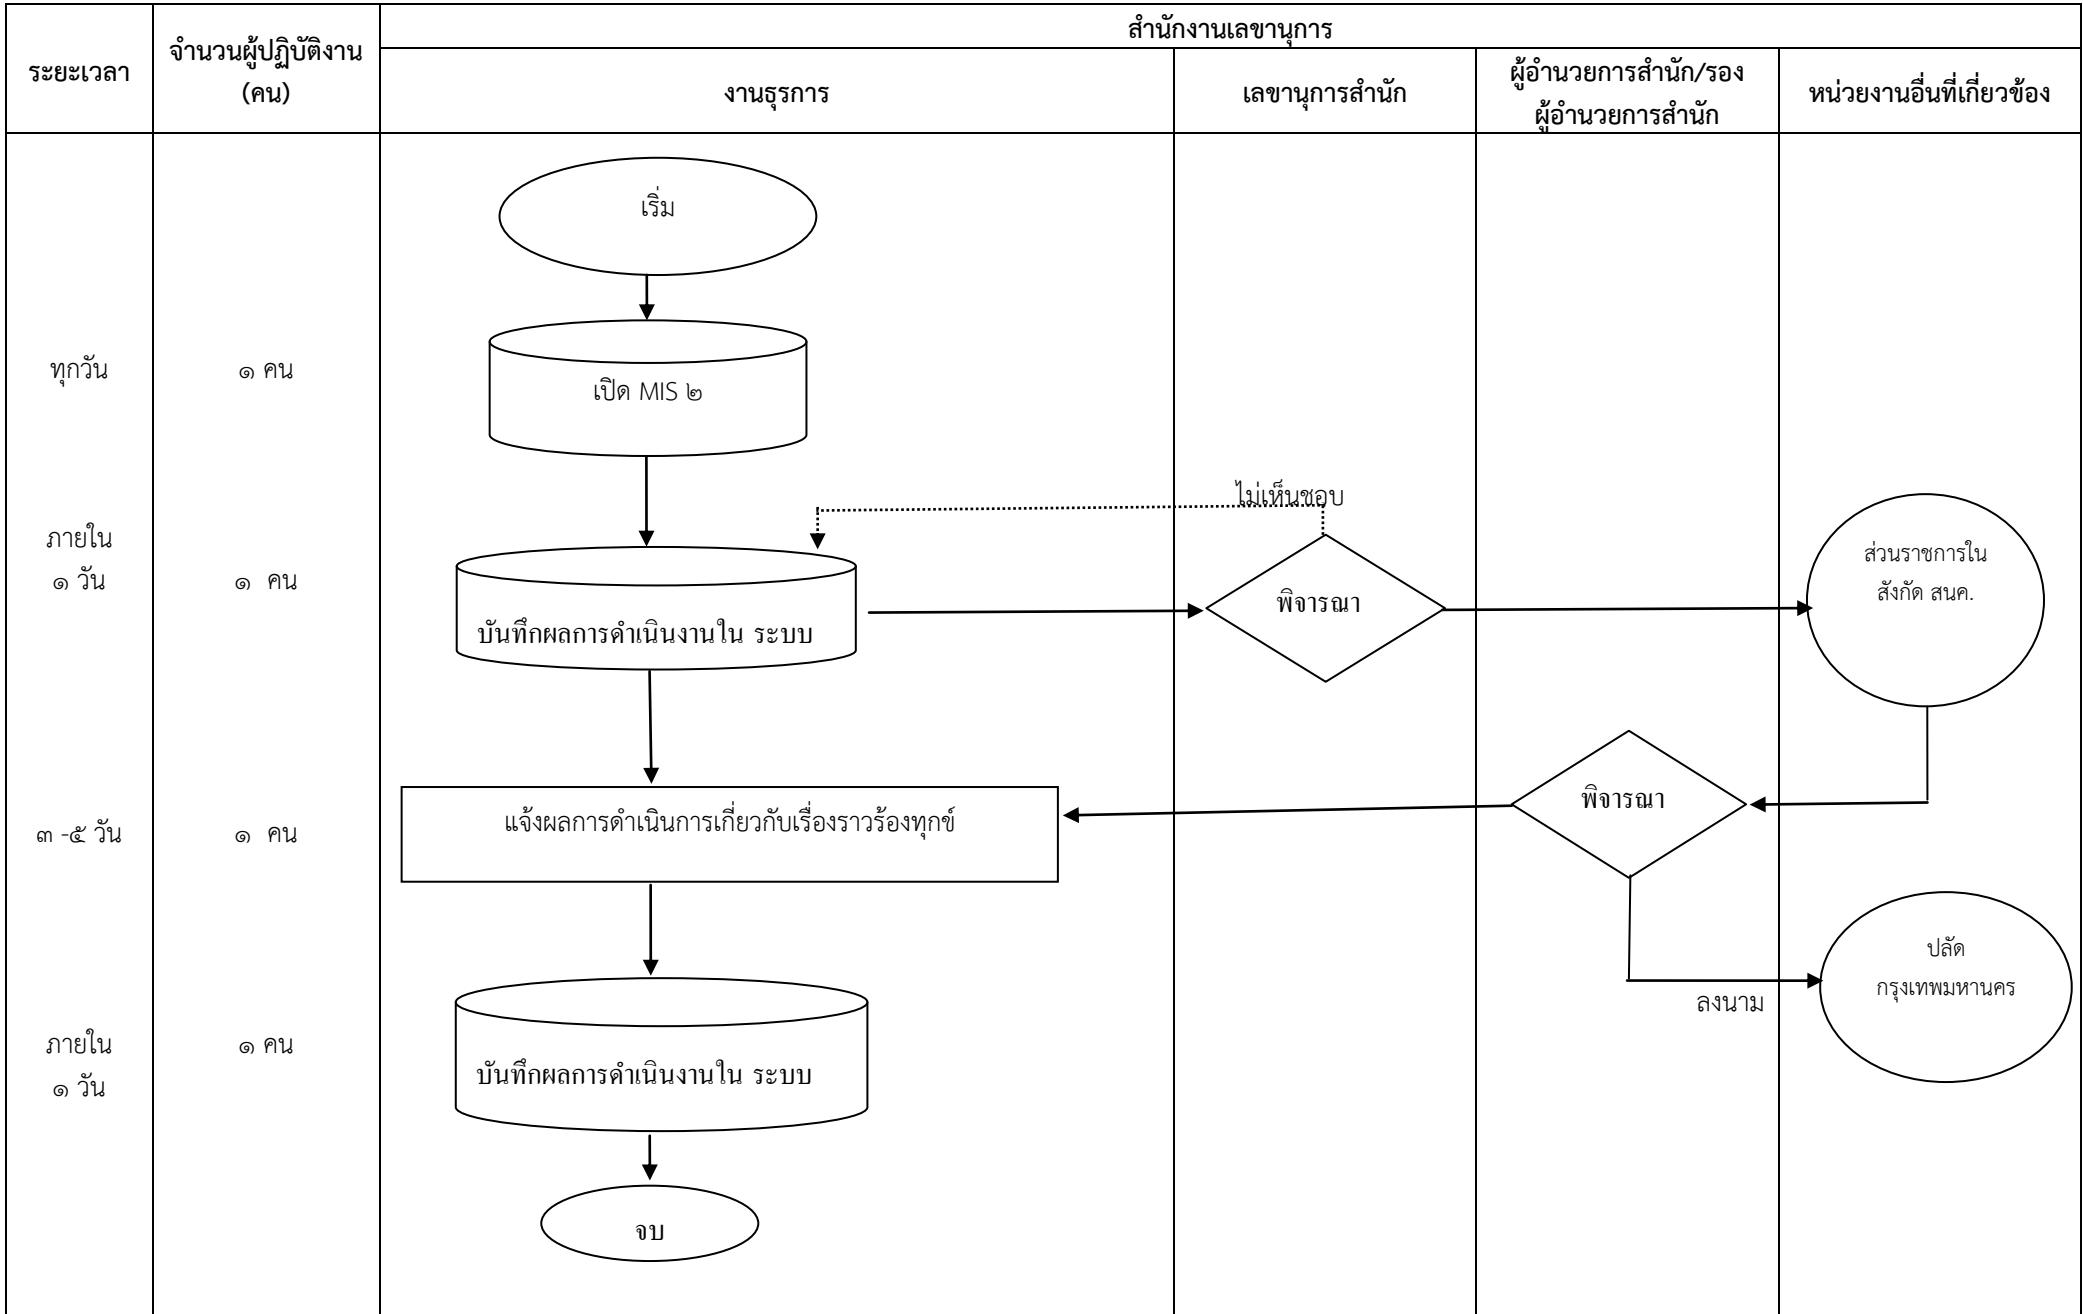 สำนักงานเลขานุการ
ระยะเวลา
จำนวนผู้ปฏิบัติงาน
(คน)
งานธุรการ
เลขานุการสำนัก
ผู้อำนวยการสำนัก/รอง
ผู้อำนวยการสำนัก
หน่วยงานอื่นที่เกี่ยวข้อง
เริ่ม
ทุกวัน
๑ คน
เปิด MIS ๒
ไม่เห็นชอบ
ภายใน
๑ วัน
๑ คน
บันทึกผลการดำเนินงานใน ระบบ
พิจารณา
ส่วนราชการใน
สังกัด สนค.
๓ -๕ วัน
๑ คน
แจ้งผลการดำเนินการเกี่ยวกับเรื่องราวร้องทุกข์
พิจารณา
ลงนาม
ปลัด
กรุงเทพมหานคร
ภายใน
๑ วัน
๑ คน
บันทึกผลการดำเนินงานใน ระบบ
จบ